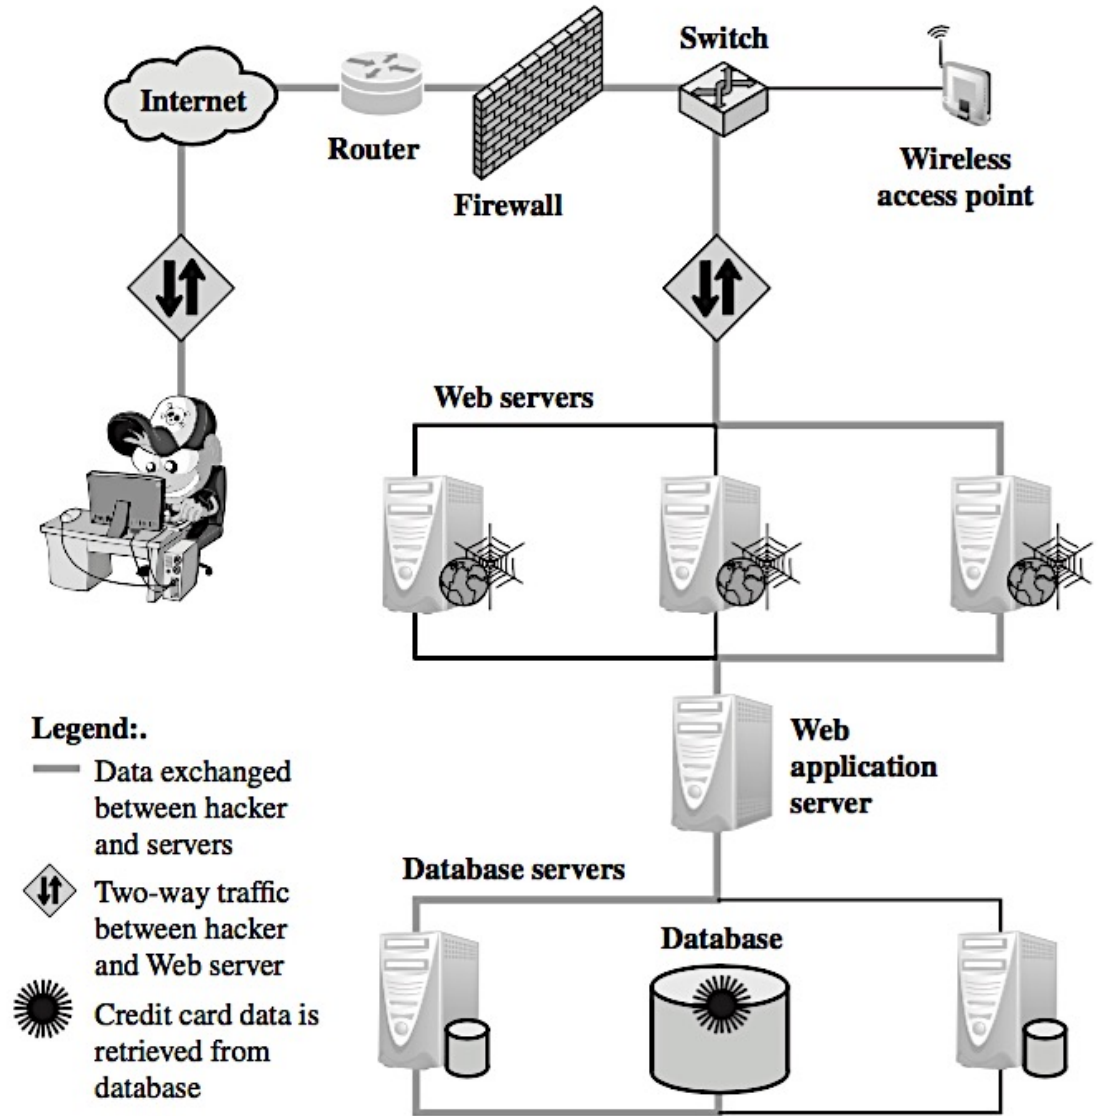 Switch
Internet
Router
Firewall
Wireless
access point
Web servers
Legend:.
Data exchanged
between hacker
and servers
Two-way traffic
between hacker
and Web server
Credit card data is
retrieved from
database
Web
application
server
Database servers
Database